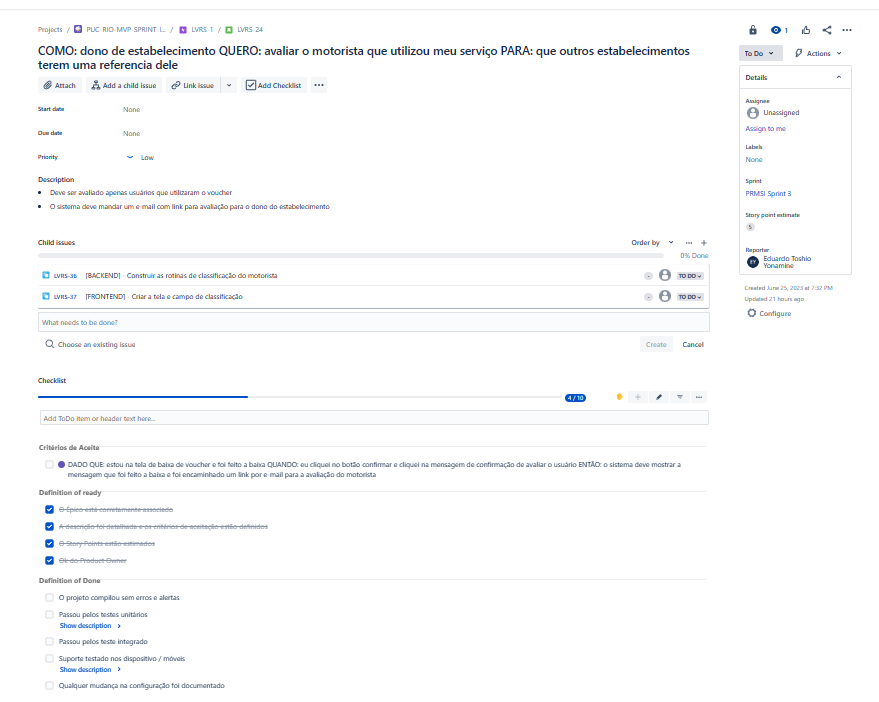 Projects / PUC-RIO-MVP-SPRINT-I... / LVRS-1 / LVRS-24
1
COMO: dono de estabelecimento QUERO: avaliar o motorista que utilizou meu serviço PARA: que outros estabelecimentos
terem uma referencia dele
To Do
Actions
Attach
Add a child issue
Link issue
Add Checklist
Details
Start date
None
Due date
None
Priority
Low
Assignee
Unassigned
Assign to me
Labels
None
Sprint
PRMSI Sprint 3
Story point estimate
5
Reporter
EY
Eduardo Toshio
Yonamine
Created June 25, 2023 at 7:32 PM
Updated 21 hours ago
Configure
Description
Deve ser avaliado apenas usuários que utilizaram o voucher
O sistema deve mandar um e-mail com link para avaliação para o dono do estabelecimento
Child issues
Order by
0% Done
LVRS-36 [BACKEND] - Construir as rotinas de classificação do motorista - TO DO
LVRS-37 [FRONTEND] - Criar a tela e campo de classificação - TO DO
What needs to be done?
Choose an existing issue
Create
Cancel
Checklist
4 / 10
Add ToDo item or header text here...
Critérios de Aceite
DADO QUE: estou na tela de baixa de voucher e foi feito a baixa QUANDO: eu cliquei no botão confirmar e cliquei na mensagem de confirmação de avaliar o usuário ENTÃO: o sistema deve mostrar a
mensagem que foi feito a baixa e foi encaminhado um link por e-mail para a avaliação do motorista
Definition of ready
O Épico está corretamente associado
A descrição foi detalhada e os critérios de aceitação estão definidos
O Story Points estão estimados
Ok do Product Owner
Definition of Done
O projeto compilou sem erros e alertas
Passou pelos testes unitários
Show description
Passou pelos teste integrado
Suporte testado nos dispositivo / móveis
Show description
Qualquer mudança na configuração foi documentado